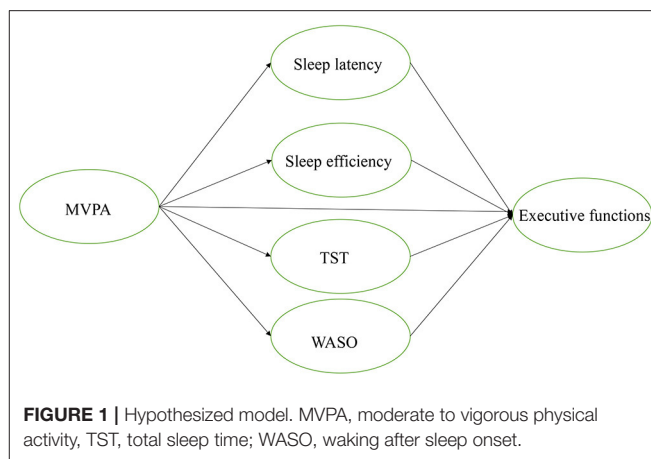 Sleep latency
Sleep efficiency
MVPA
Executive functions
TST
WASO
FIGURE 1 | Hypothesized model. MVPA, moderate to vigorous physical
activity, TST, total sleep time; WASO, waking after sleep onset.